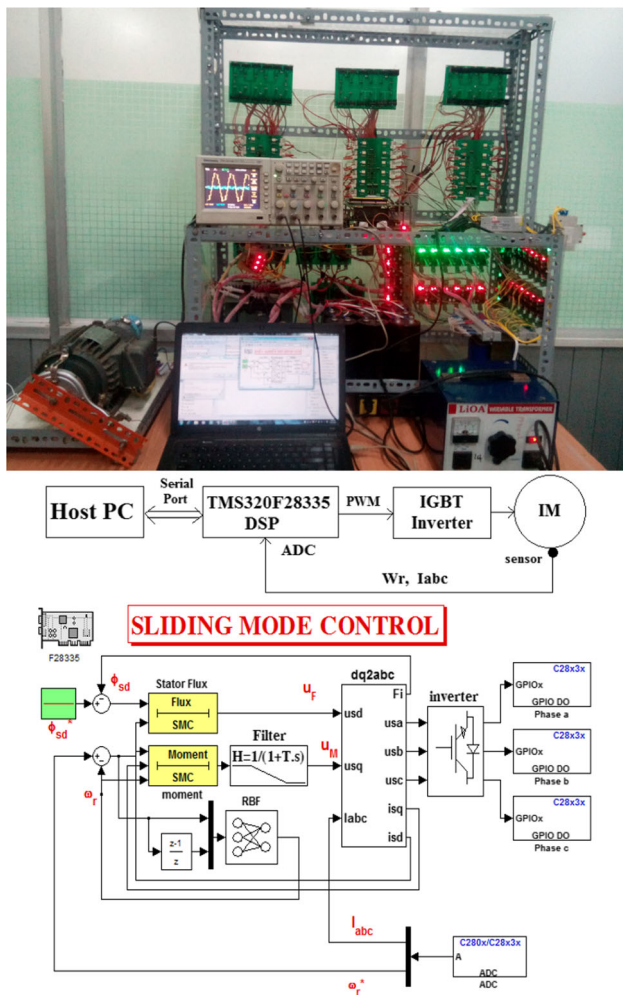 LiOA VARIABLE TRANSFORMER
Host PC
Serial
Port
TMS320F28335
DSP
PWM
IGBT
Inverter
IM
ADC
sensor
Wr, Iabc
F28335
SLIDING MODE CONTROL
ϕsd
ϕsd*
Stator Flux
Flux
SMC
uF
Moment
SMC
moment
Filter
H=1/(1+T.s)
uM
ωr
z-1
z
RBF
dq2abc
Fi
usd
usa
usb
usq
usc
isq
Iabc
isd
inverter
C28x3x
GPIOx
GPIO DO
Phase a
C28x3x
GPIOx
GPIO DO
Phase b
C28x3x
GPIOx
GPIO DO
Phase c
Iabc
ωr*
C280x/C28x3x
A
ADC
ADC